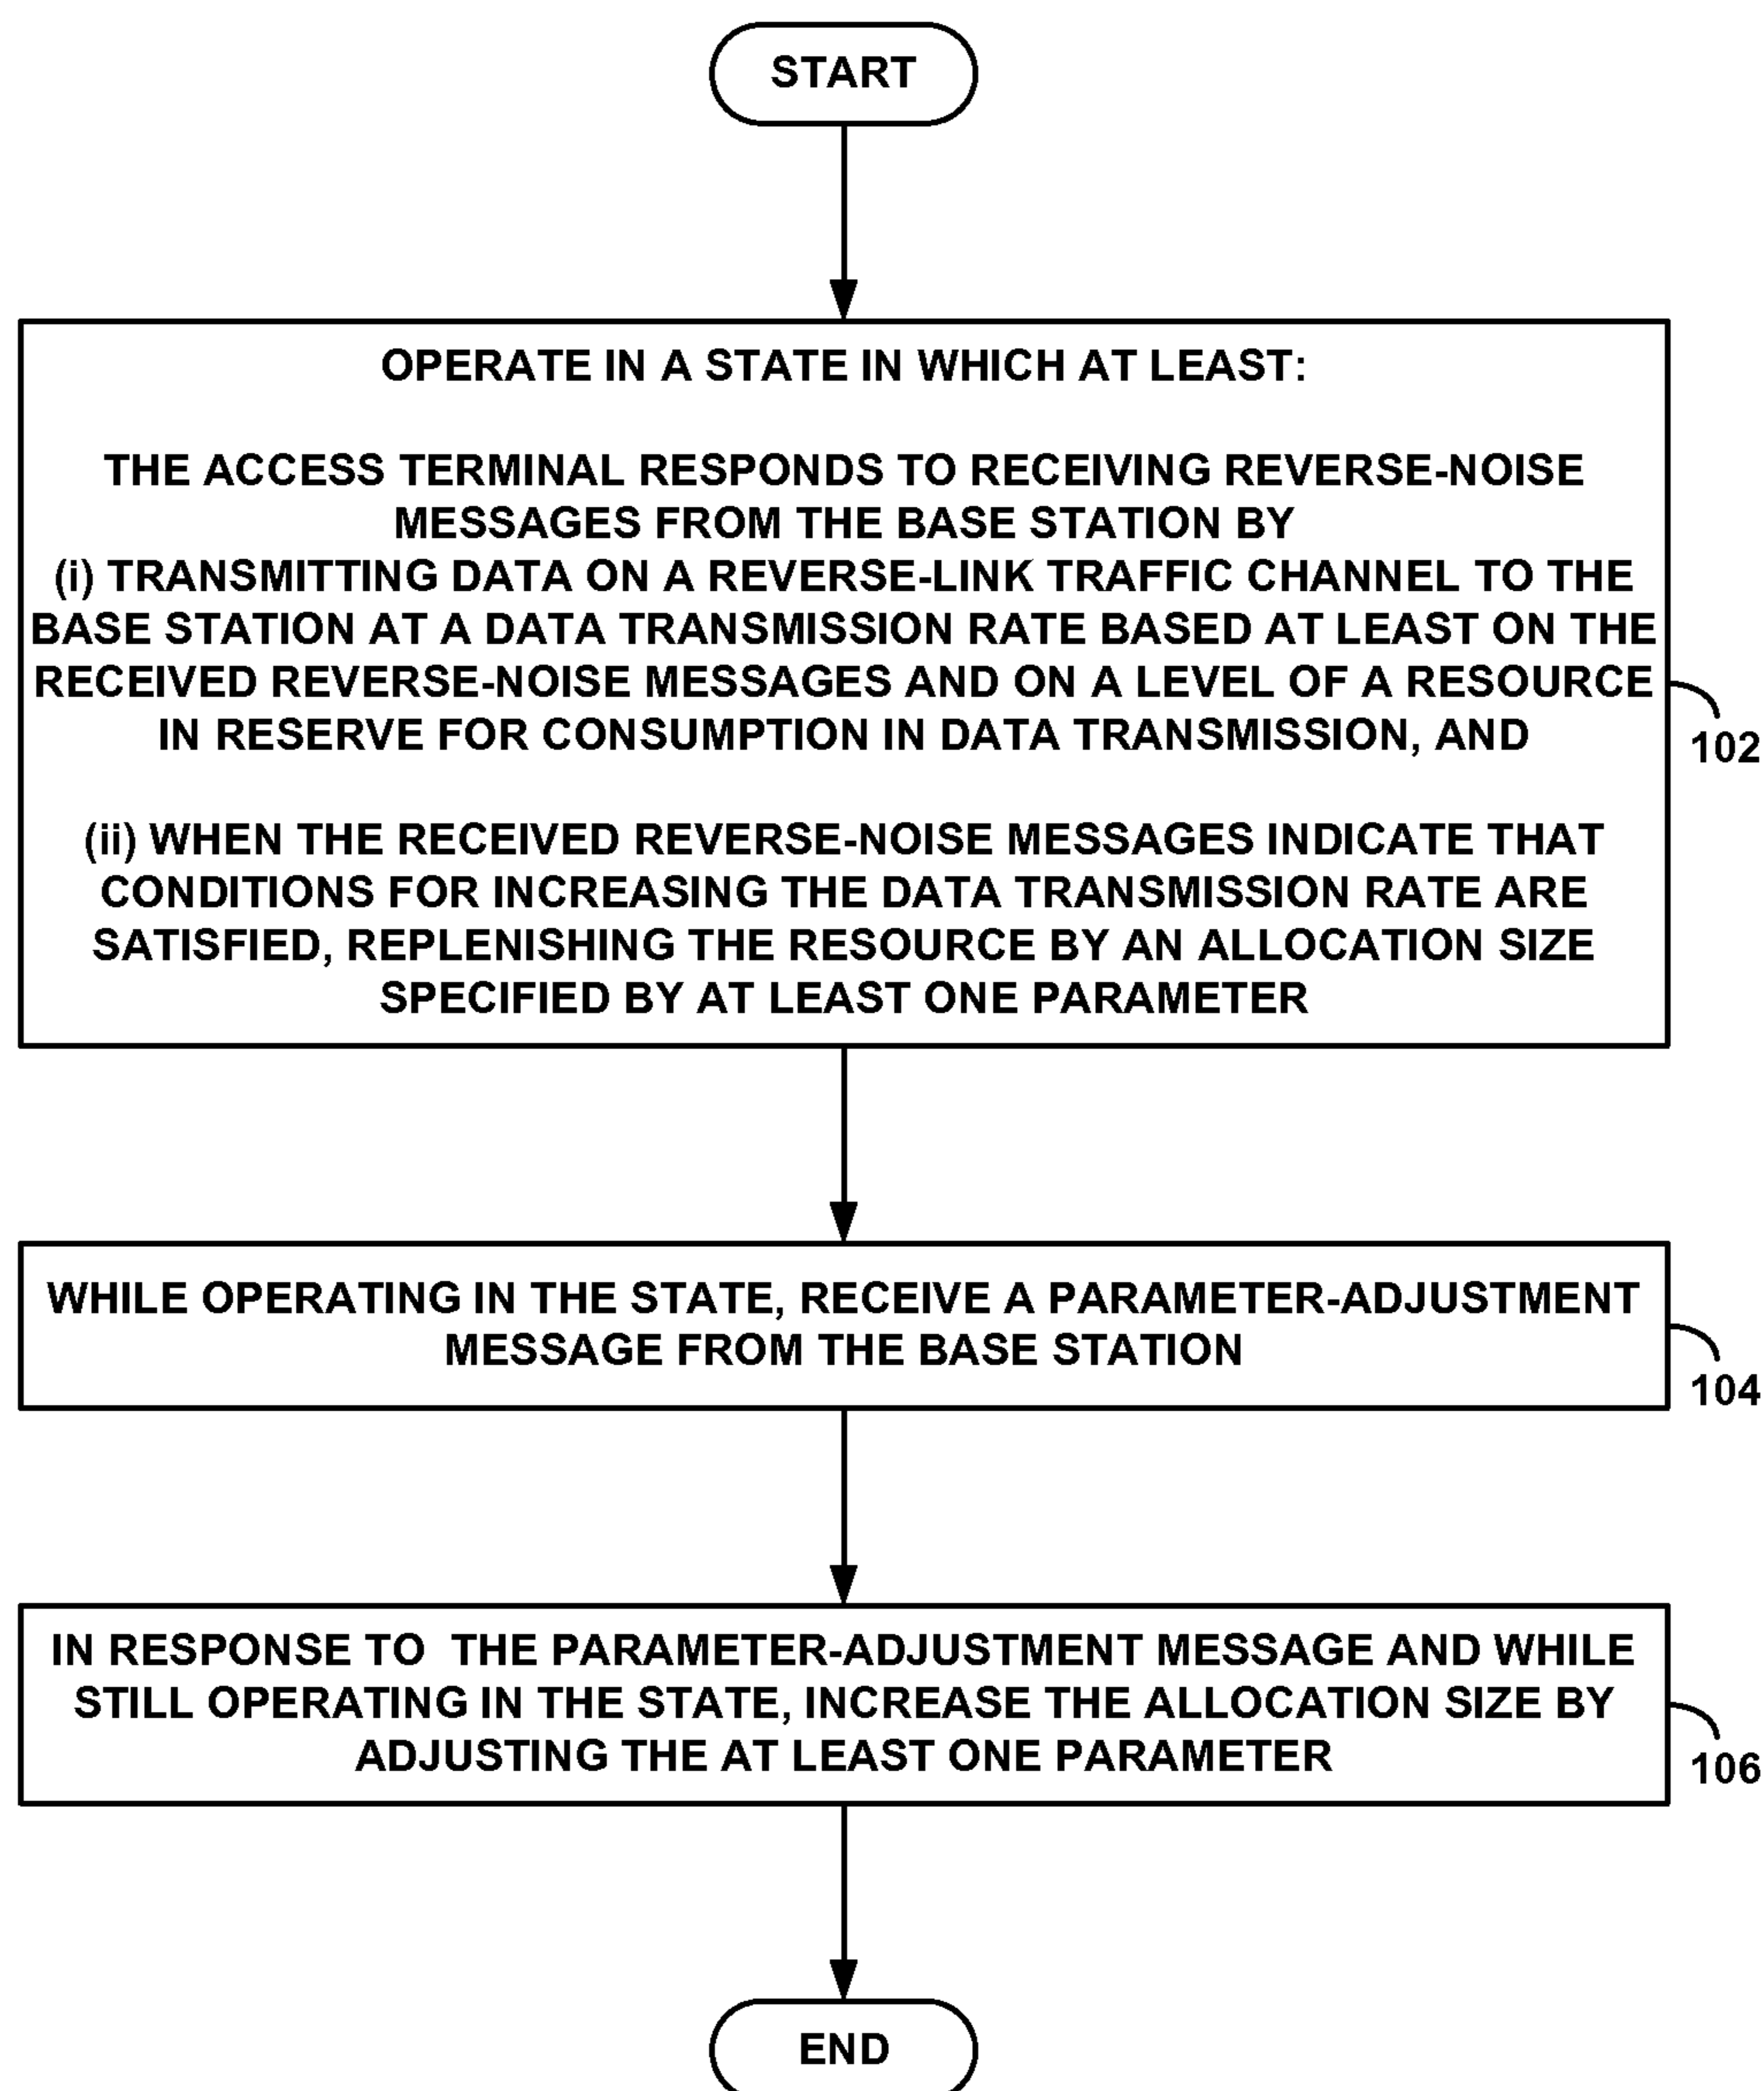 START
OPERATE IN A STATE IN WHICH AT LEAST:
THE ACCESS TERMINAL RESPONDS TO RECEIVING REVERSE-NOISE
MESSAGES FROM THE BASE STATION BY
(i) TRANSMITTING DATA ON A REVERSE-LINK TRAFFIC CHANNEL TO THE
BASE STATION AT A DATA TRANSMISSION RATE BASED AT LEAST ON THE
RECEIVED REVERSE-NOISE MESSAGES AND ON A LEVEL OF A RESOURCE
IN RESERVE FOR CONSUMPTION IN DATA TRANSMISSION, AND
102
(ii) WHEN THE RECEIVED REVERSE-NOISE MESSAGES INDICATE THAT
CONDITIONS FOR INCREASING THE DATA TRANSMISSION RATE ARE
SATISFIED, REPLENISHING THE RESOURCE BY AN ALLOCATION SIZE
SPECIFIED BY AT LEAST ONE PARAMETER
WHILE OPERATING IN THE STATE, RECEIVE A PARAMETER-ADJUSTMENT
MESSAGE FROM THE BASE STATION
104
IN RESPONSE TO THE PARAMETER-ADJUSTMENT MESSAGE AND WHILE
STILL OPERATING IN THE STATE, INCREASE THE ALLOCATION SIZE BY
ADJUSTING THE AT LEAST ONE PARAMETER
106
END